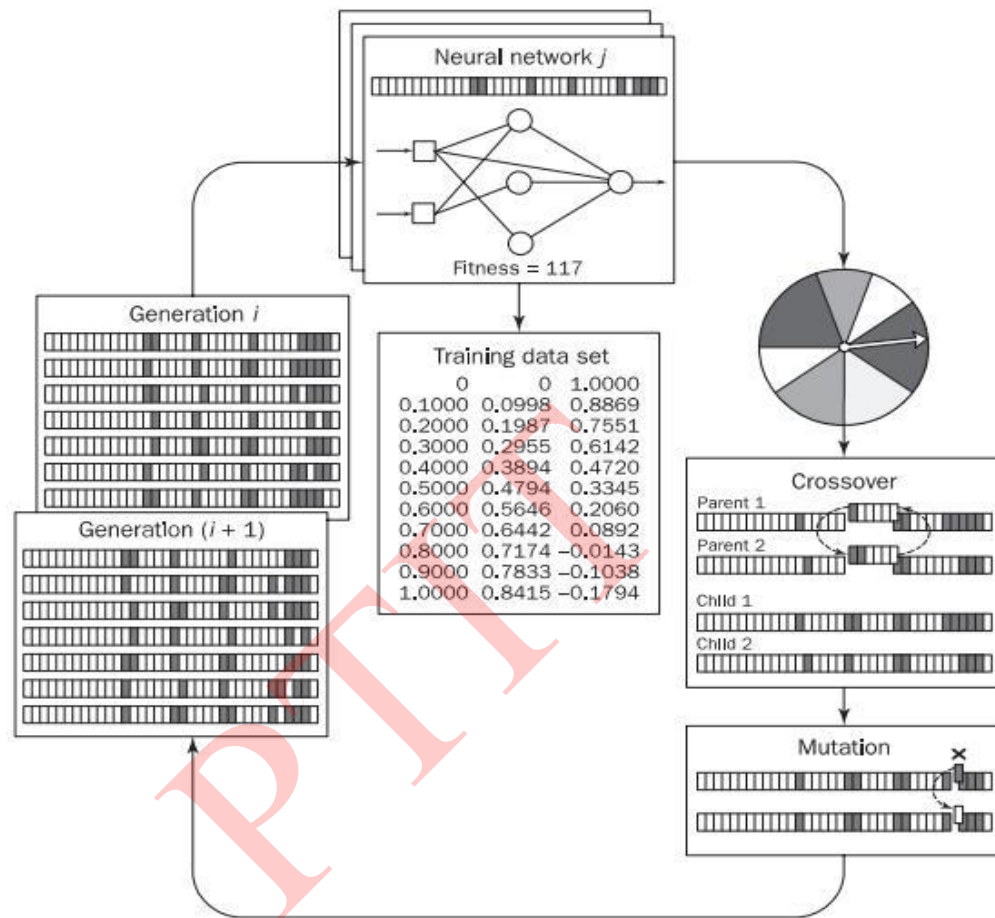 Neural network j
Fitness = 117
Generation i
Generation (i + 1)
Training data set
0 0 1.0000
0.1000 0.0998 0.8869
0.2000 0.1987 0.7551
0.3000 0.2955 0.6142
0.4000 0.3894 0.4720
0.5000 0.4794 0.3345
0.6000 0.5646 0.2060
0.7000 0.6442 0.0892
0.8000 0.7174 –0.0143
0.9000 0.7833 –0.1038
1.0000 0.8415 –0.1794
Crossover
Parent 1
Parent 2
Child 1
Child 2
Mutation
×
PTIT